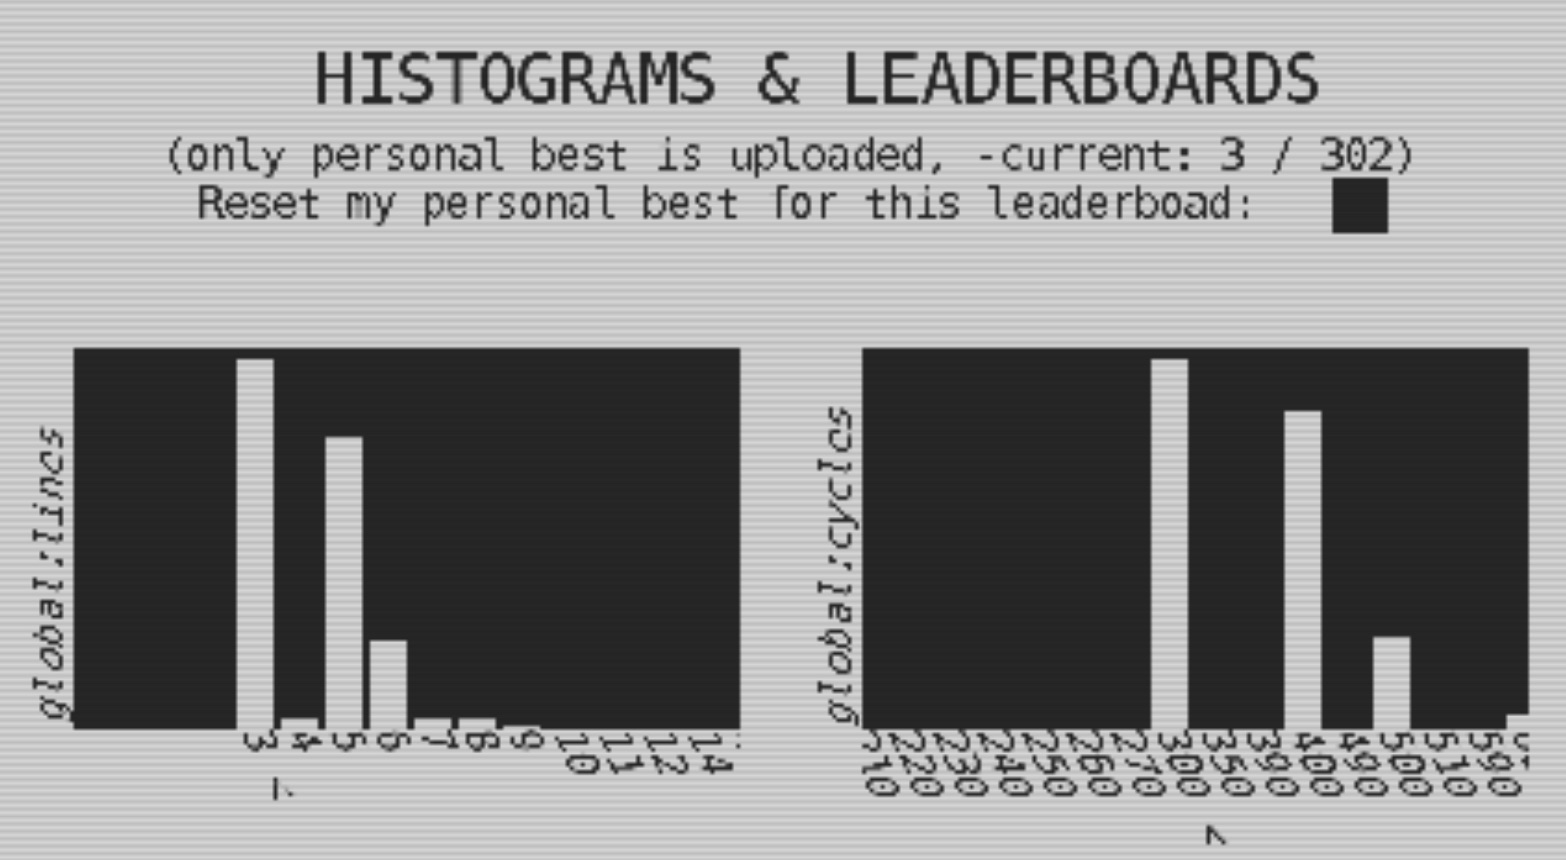 HISTOGRAMS & LEADERBOARDS
(only personal best is uploaded, -current: 3 / 302)
Reset my personal best for this leaderboad:
global:lines
3 4 5 6 7 8 9 10 11 12 14
global:cycles
210 220 230 240 250 260 270 300 350 390 400 490 500 510 590